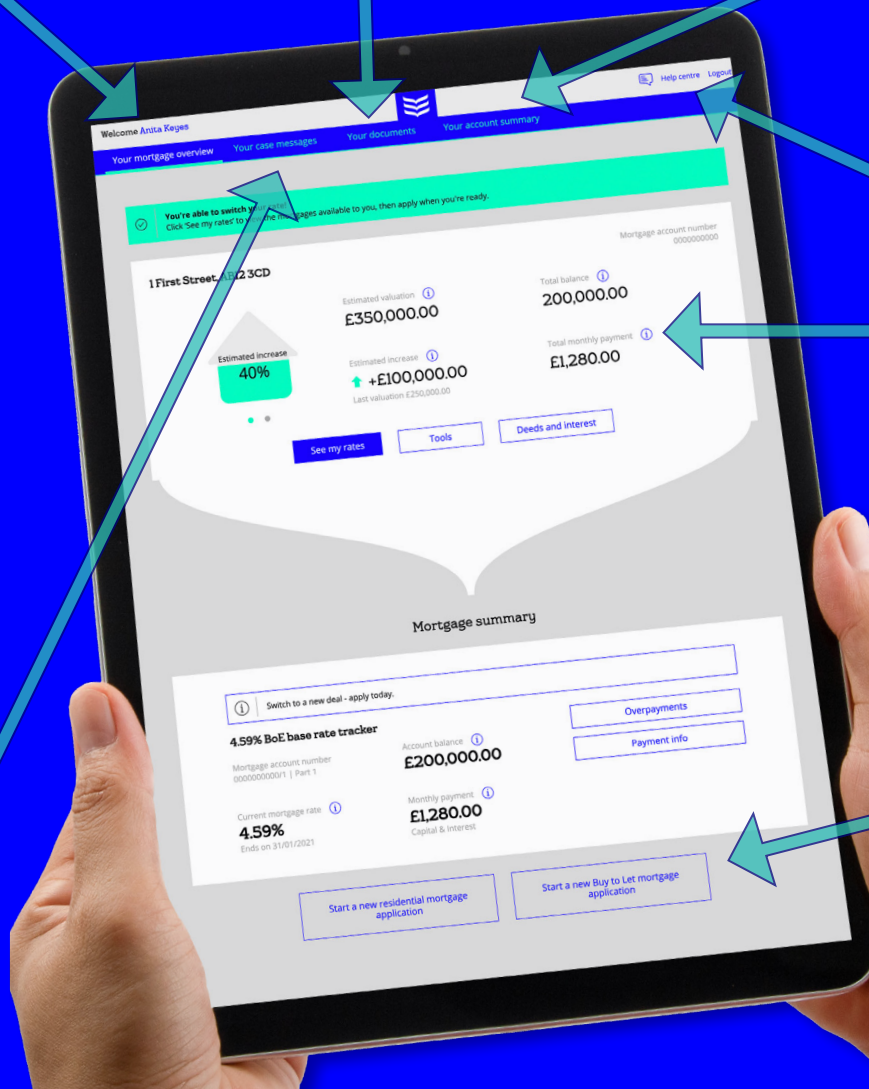 Welcome Anita Keyes
Help centre Logout
Your mortgage overview Your case messages Your documents Your account summary
You're able to switch your rate!
Click 'See my rates' to view the mortgages available to you, then apply when you're ready.
1 First Street, AB12 3CD
Mortgage account number
0000000000
Estimated increase
40%
Estimated valuation
£350,000.00
Total balance
200,000.00
Estimated increase
+£100,000.00
Last valuation £250,000.00
Total monthly payment
£1,280.00
See my rates
Tools
Deeds and interest
Mortgage summary
Switch to a new deal - apply today.
4.59% BoE base rate tracker
Mortgage account number
0000000000/1 | Part 1
Account balance
£200,000.00
Overpayments
Payment info
Current mortgage rate
4.59%
Ends on 31/01/2021
Monthly payment
£1,280.00
Capital & Interest
Start a new residential mortgage
application
Start a new Buy to Let mortgage
application